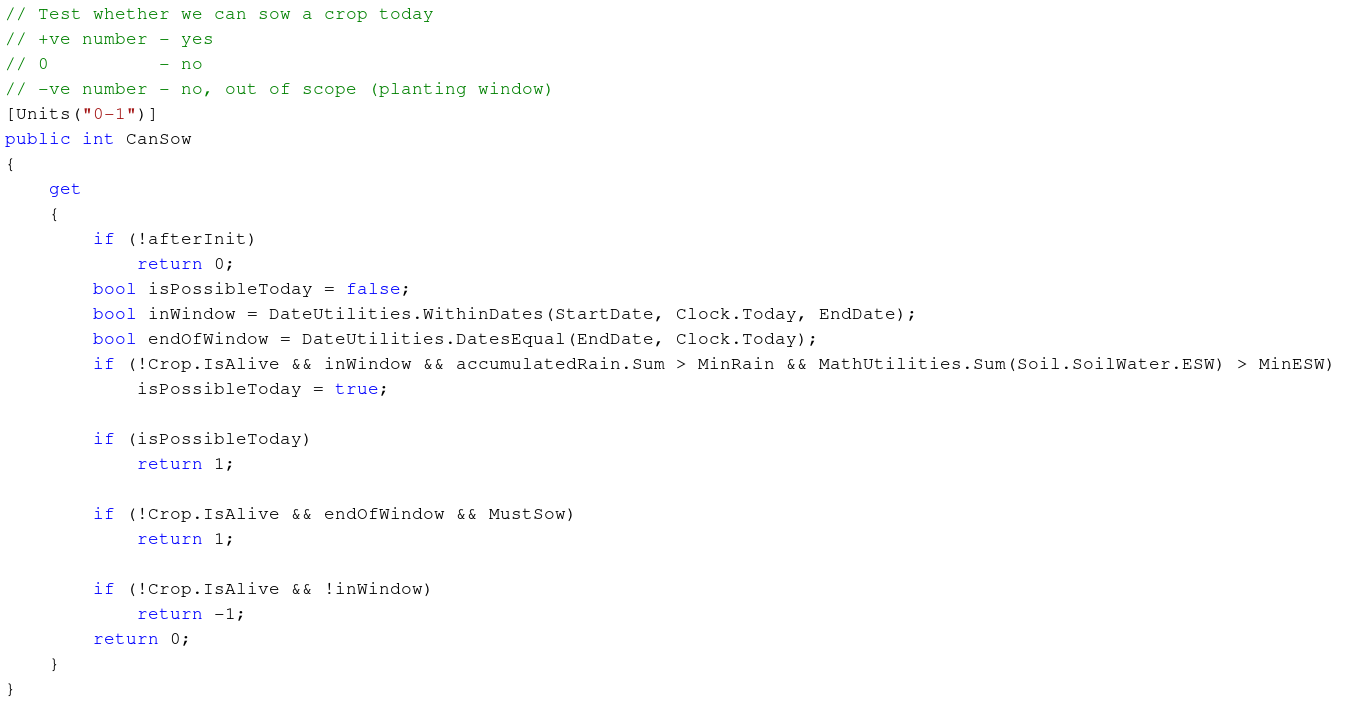 // Test whether we can sow a crop today
// +ve number - yes
// 0          - no
// -ve number - no, out of scope (planting window)
[Units("0-1")]
public int CanSow
{
    get
    {
        if (!afterInit)
            return 0;
        bool isPossibleToday = false;
        bool inWindow = DateUtilities.WithinDates(StartDate, Clock.Today, EndDate);
        bool endOfWindow = DateUtilities.DatesEqual(EndDate, Clock.Today);
        if (!Crop.IsAlive && inWindow && accumulatedRain.Sum > MinRain && MathUtilities.Sum(Soil.SoilWater.ESW) > MinESW)
            isPossibleToday = true;

        if (isPossibleToday)
            return 1;

        if (!Crop.IsAlive && endOfWindow && MustSow)
            return 1;

        if (!Crop.IsAlive && !inWindow)
            return -1;
        return 0;
    }
}